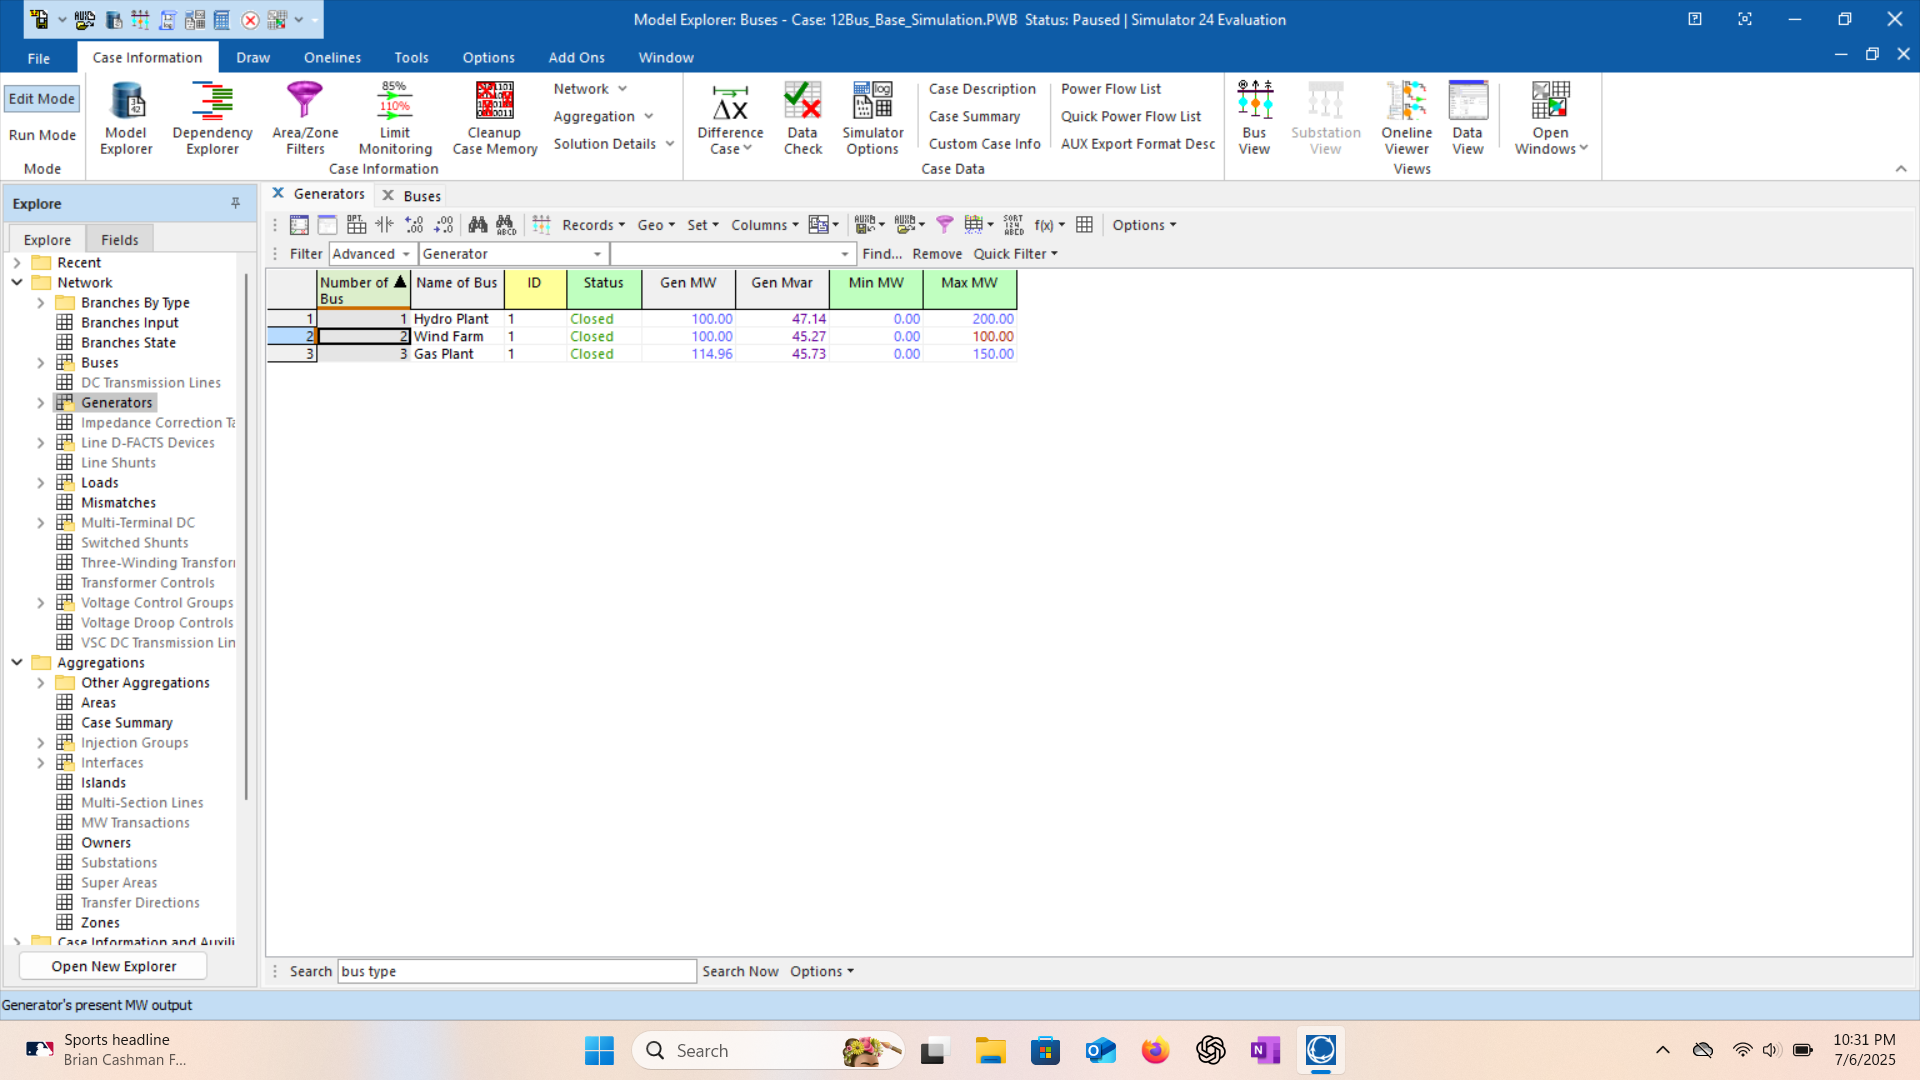 Model Explorer: Buses - Case: 12Bus_Base_Simulation.PWB  Status: Paused | Simulator 24 Evaluation
File
Case Information
Draw
Onelines
Tools
Options
Add Ons
Window
Edit Mode
Run Mode
Mode
Model Explorer
Dependency Explorer
Area/Zone Filters
85%
110%
Limit Monitoring
Cleanup Case Memory
Network
Aggregation
Solution Details
Case Information
ΔX
Difference Case
Data Check
log
Simulator Options
Case Description
Case Summary
Custom Case Info
Power Flow List
Quick Power Flow List
AUX Export Format Desc
Case Data
Bus View
Substation View
Oneline Viewer
Data View
Open Windows
Views
Explore
Explore Fields
Recent
Network
Branches By Type
Branches Input
Branches State
Buses
DC Transmission Lines
Generators
Impedance Correction Ta
Line D-FACTS Devices
Line Shunts
Loads
Mismatches
Multi-Terminal DC
Switched Shunts
Three-Winding Transfor
Transformer Controls
Voltage Control Groups
Voltage Droop Controls
VSC DC Transmission Lin
Aggregations
Other Aggregations
Areas
Case Summary
Injection Groups
Interfaces
Islands
Multi-Section Lines
MW Transactions
Owners
Substations
Super Areas
Transfer Directions
Zones
Case Information and Auxili
Open New Explorer
Generators Buses
Records Geo Set Columns SORT 124 ABED f(x) Options
Filter Advanced Generator Find... Remove Quick Filter
Number of Bus Name of Bus ID Status Gen MW Gen Mvar Min MW Max MW
1 1 Hydro Plant 1 Closed 100.00 47.14 0.00 200.00
2 2 Wind Farm 1 Closed 100.00 45.27 0.00 100.00
3 3 Gas Plant 1 Closed 114.96 45.73 0.00 150.00
Search bus type Search Now Options
Generator's present MW output
Sports headline
Brian Cashman F...
Search
10:31 PM
7/6/2025